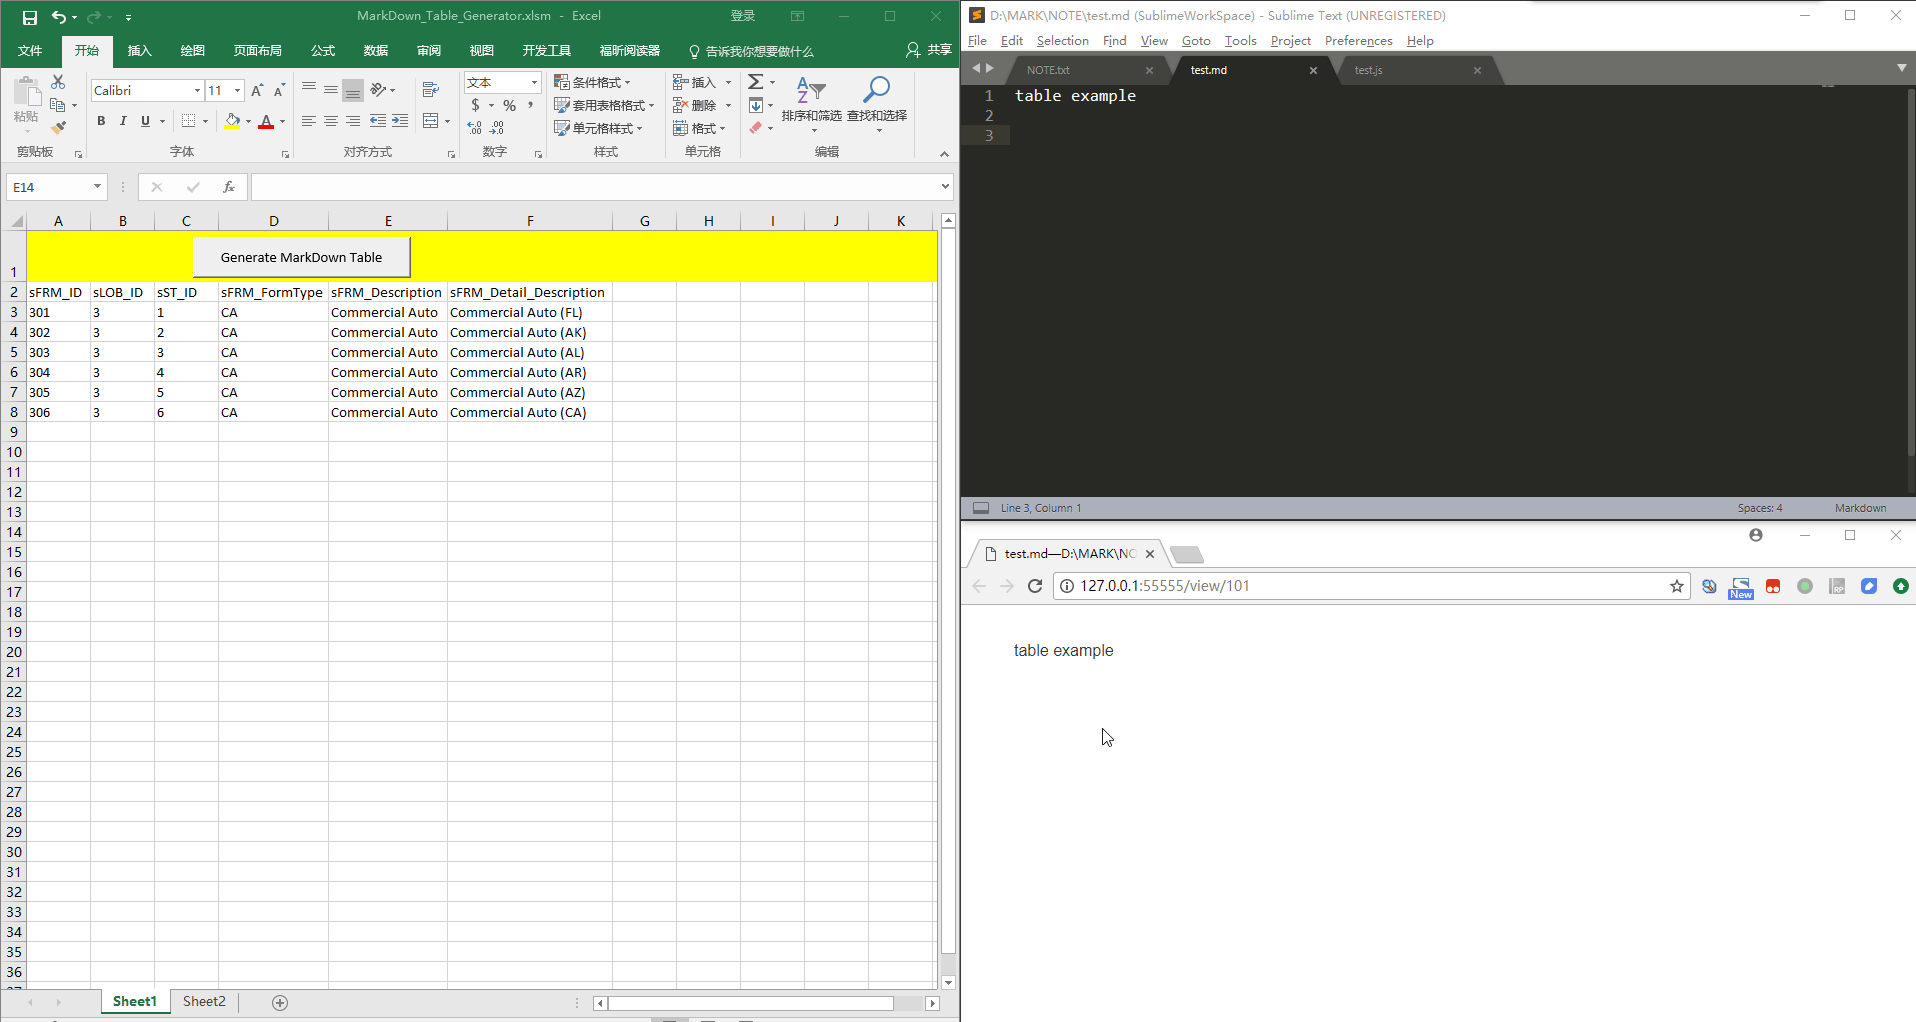 MarkDown_Table_Generator.xlsm - Excel
登录
文件 开始 插入 绘图 页面布局 公式 数据 审阅 视图 开发工具 福昕阅读器 告诉我你想要做什么 共享
粘贴
剪贴板
Calibri 11
B I U A
字体
对齐方式
文本
$ % ,
数字
条件格式
套用表格格式
单元格样式
样式
插入
删除
格式
单元格
排序和筛选 查找和选择
编辑
E14 fx
A B C D E F G H I J K
1 Generate MarkDown Table
2 sFRM_ID sLOB_ID sST_ID sFRM_FormType sFRM_Description sFRM_Detail_Description
3 301 3 1 CA Commercial Auto Commercial Auto (FL)
4 302 3 2 CA Commercial Auto Commercial Auto (AK)
5 303 3 3 CA Commercial Auto Commercial Auto (AL)
6 304 3 4 CA Commercial Auto Commercial Auto (AR)
7 305 3 5 CA Commercial Auto Commercial Auto (AZ)
8 306 3 6 CA Commercial Auto Commercial Auto (CA)
9
10
11
12
13
14
15
16
17
18
19
20
21
22
23
24
25
26
27
28
29
30
31
32
33
34
35
36
Sheet1 Sheet2
D:\MARK\NOTE\test.md (SublimeWorkSpace) - Sublime Text (UNREGISTERED)
File Edit Selection Find View Goto Tools Project Preferences Help
NOTE.txt test.md test.js
1 table example
2
3
Line 3, Column 1 Spaces: 4 Markdown
test.md—D:\MARK\NO
127.0.0.1:55555/view/101
New
RP
table example